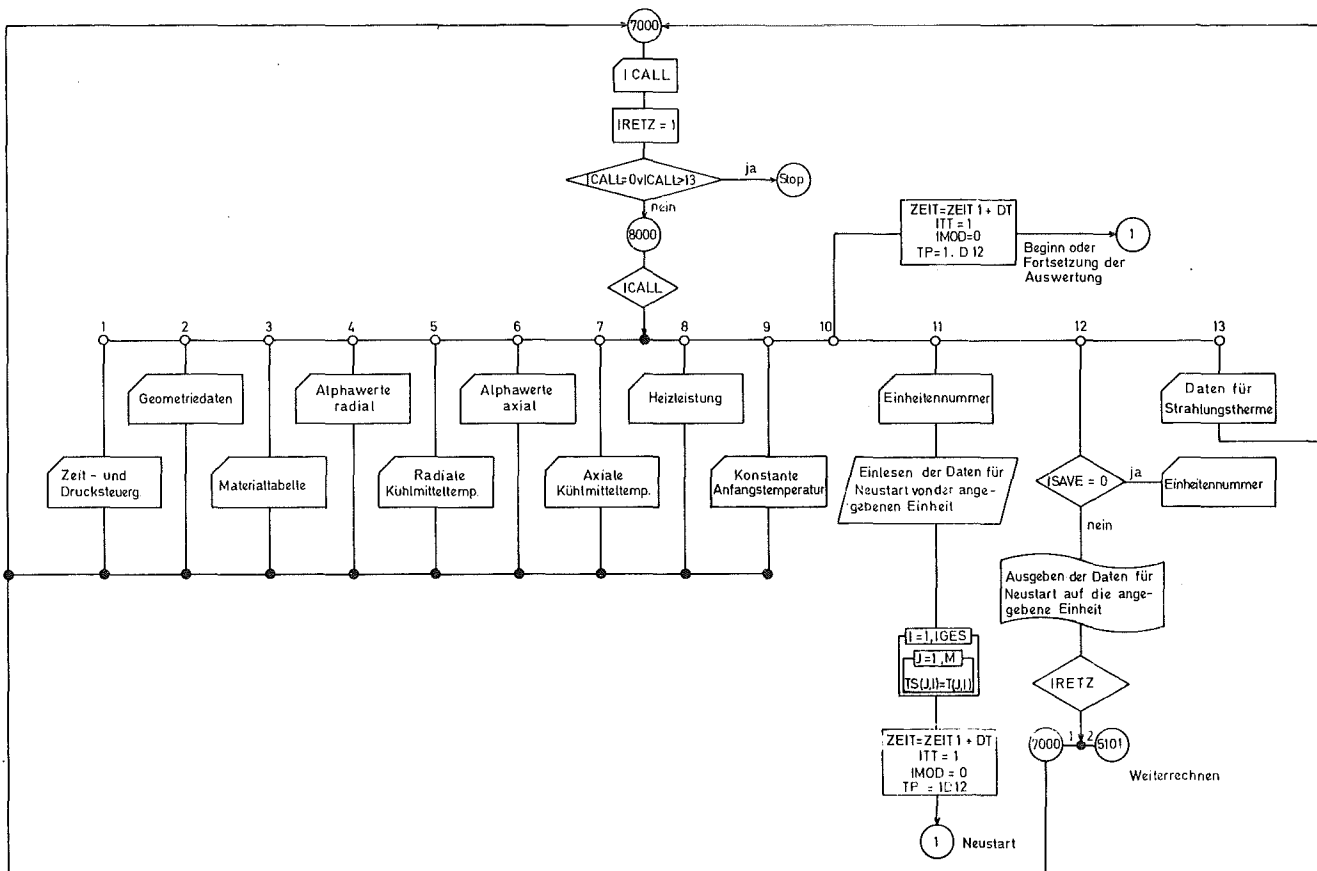 7000
ICALL
IRETZ = 1
ICALL=0vICALL>13
ja
Stop
nein
8000
ICALL
ZEIT=ZEIT 1 + DT
ITT = 1
IMOD=0
TP=1. D 12
1
Beginn oder
Fortsetzung der
Auswertung
1 2 3 4 5 6 7 8 9 10 11 12 13
Geometriedaten
Alphawerte
radial
Alphawerte
axial
Heizleistung
Einheitennummer
Daten für
Strahlungstherme
Zeit - und
Drucksteuerg.
Materialtabelle
Radiale
Kühlmitteltemp.
Axiale
Kühlmitteltemp.
Konstante
Anfangstemperatur
Einlesen der Daten für
Neustart von der ange-
gebenen Einheit
ISAVE = 0
ja
Einheitennummer
nein
Ausgeben der Daten für
Neustart auf die ange-
gebene Einheit
I=1, IGES
J=1, M
TS(J,I)=T(J,I)
IRETZ
ZEIT=ZEIT 1 + DT
ITT = 1
IMOD = 0
TP = 1D12
7000 1 2 5101
Weiterrechnen
1
Neustart